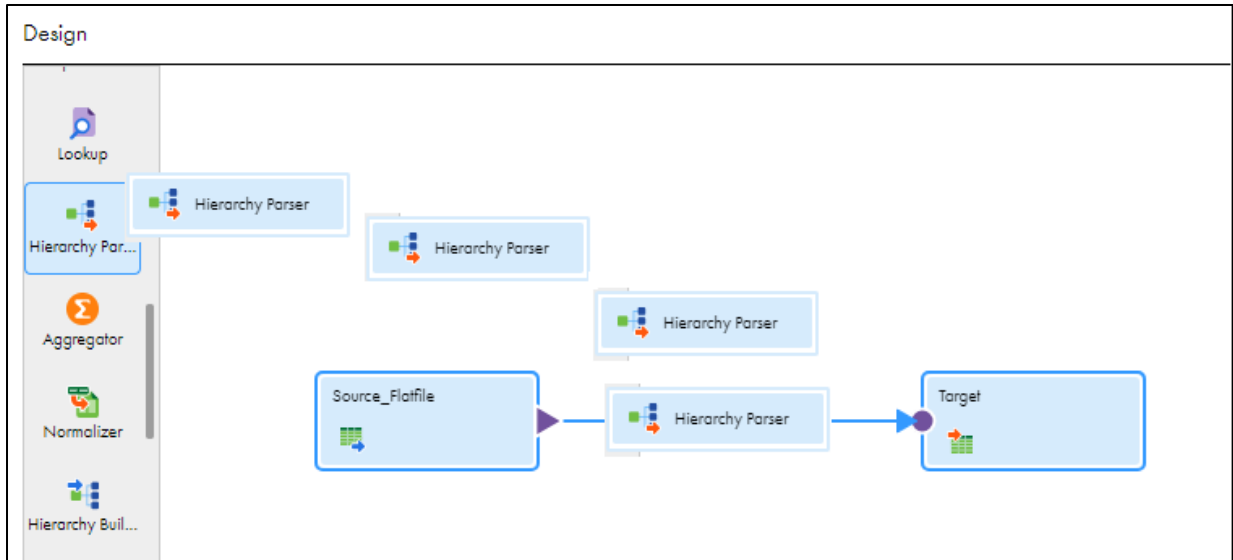 Design
Lookup
Hierarchy Par...
Hierarchy Parser
Hierarchy Parser
Hierarchy Parser
Aggregator
Source_Flatfile
Hierarchy Parser
Target
Normalizer
Hierarchy Buil...